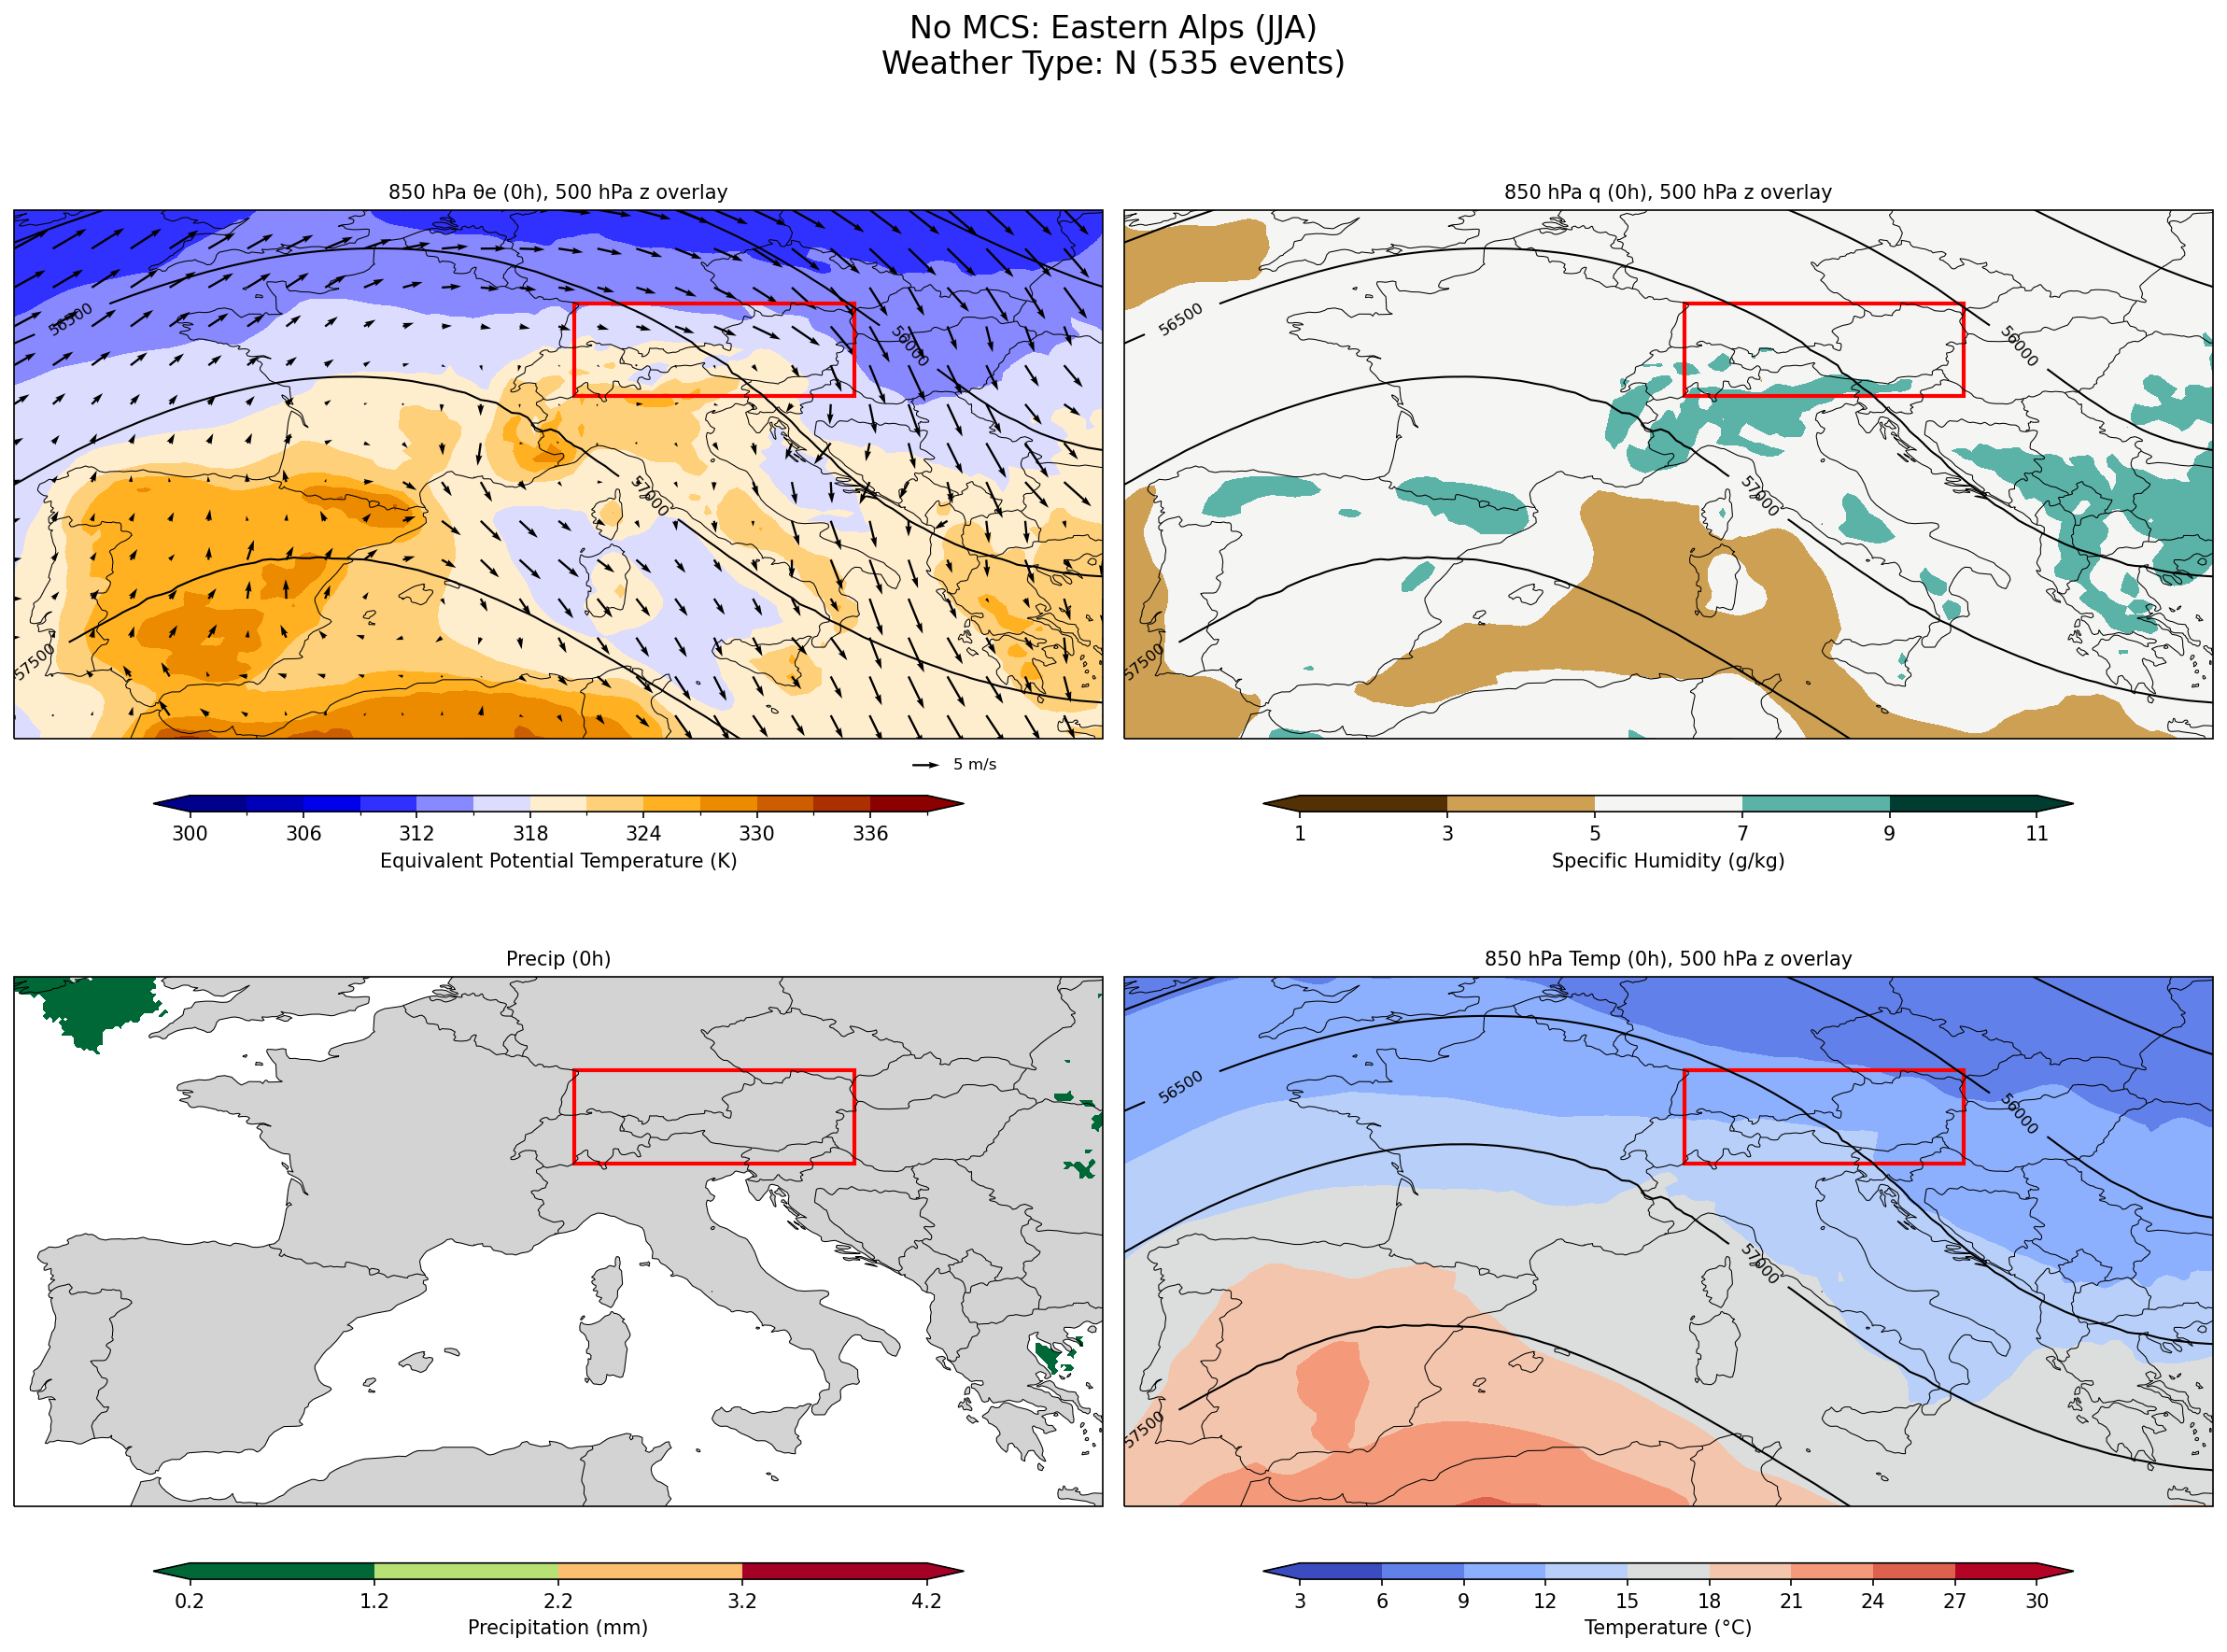 No MCS: Eastern Alps (JJA)
Weather Type: N (535 events)
850 hPa θe (0h), 500 hPa z overlay
56500
56000
57000
57500
5 m/s
300 306 312 318 324 330 336
Equivalent Potential Temperature (K)
850 hPa q (0h), 500 hPa z overlay
56500
56000
57000
57500
1 3 5 7 9 11
Specific Humidity (g/kg)
Precip (0h)
0.2 1.2 2.2 3.2 4.2
Precipitation (mm)
850 hPa Temp (0h), 500 hPa z overlay
56500
56000
57000
57500
3 6 9 12 15 18 21 24 27 30
Temperature (°C)